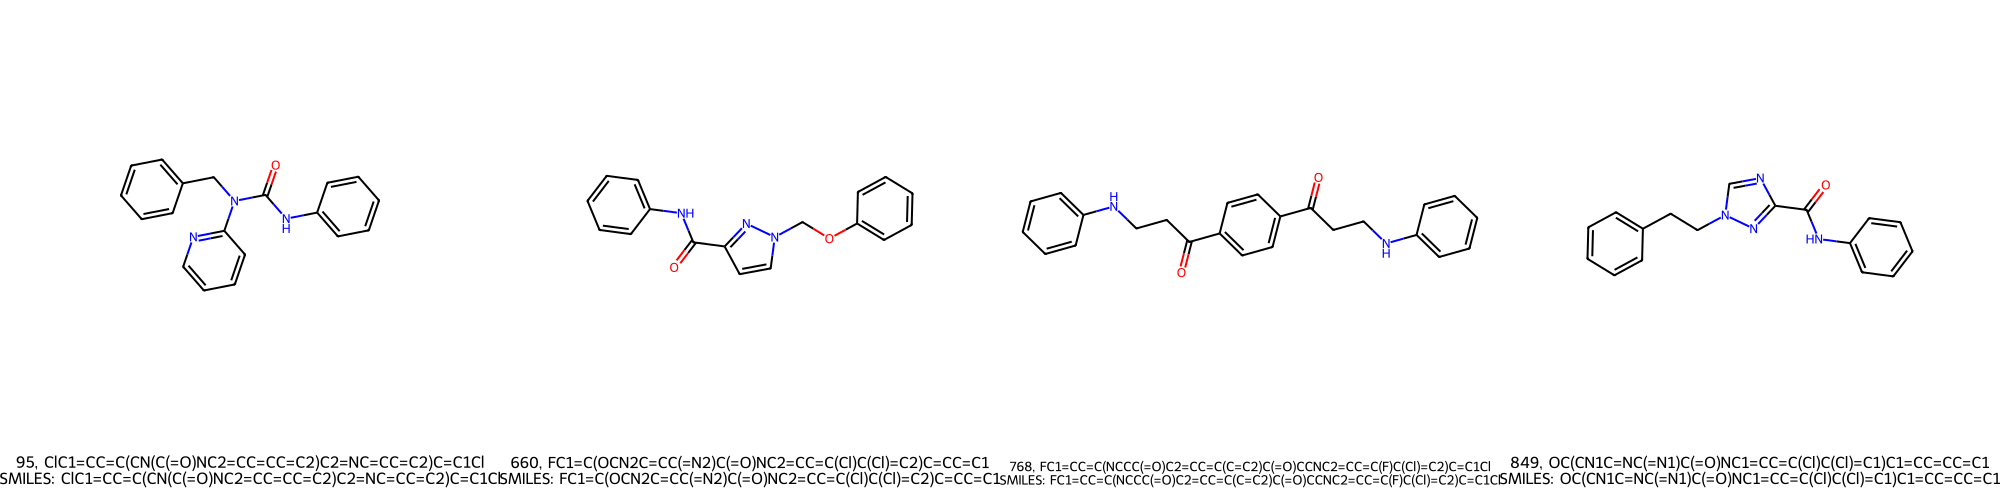 95, ClC1=CC=C(CN(C(=O)NC2=CC=CC=C2)C2=NC=CC=C2)C=C1Cl
SMILES: ClC1=CC=C(CN(C(=O)NC2=CC=CC=C2)C2=NC=CC=C2)C=C1Cl
660, FC1=C(OCN2C=CC(=N2)C(=O)NC2=CC=C(Cl)C(Cl)=C2)C=CC=C1
SMILES: FC1=C(OCN2C=CC(=N2)C(=O)NC2=CC=C(Cl)C(Cl)=C2)C=CC=C1
768, FC1=CC=C(NCCC(=O)C2=CC=C(C=C2)C(=O)CCNC2=CC=C(F)C(Cl)=C2)C=C1Cl
SMILES: FC1=CC=C(NCCC(=O)C2=CC=C(C=C2)C(=O)CCNC2=CC=C(F)C(Cl)=C2)C=C1Cl
849, OC(CN1C=NC(=N1)C(=O)NC1=CC=C(Cl)C(Cl)=C1)C1=CC=CC=C1
SMILES: OC(CN1C=NC(=N1)C(=O)NC1=CC=C(Cl)C(Cl)=C1)C1=CC=CC=C1